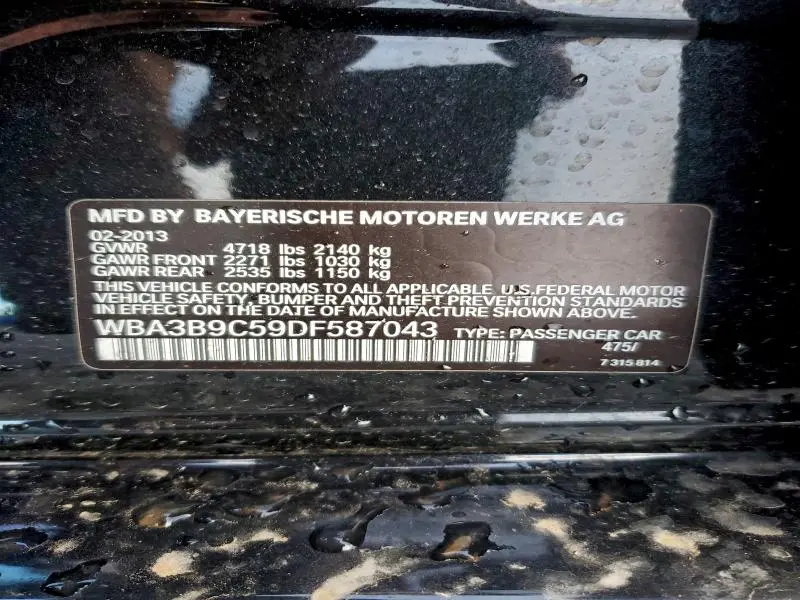 MFD BY BAYERISCHE MOTOREN WERKE AG
02-2013
GVWR 4718 lbs 2140 kg
GAWR FRONT 2271 lbs 1030 kg
GAWR REAR 2535 lbs 1150 kg
THIS VEHICLE CONFORMS TO ALL APPLICABLE U.S.FEDERAL MOTOR
VEHICLE SAFETY, BUMPER AND THEFT PREVENTION STANDARDS
IN EFFECT ON THE DATE OF MANUFACTURE SHOWN ABOVE.
WBA3B9C59DF587043 TYPE: PASSENGER CAR
475/
7 315 814